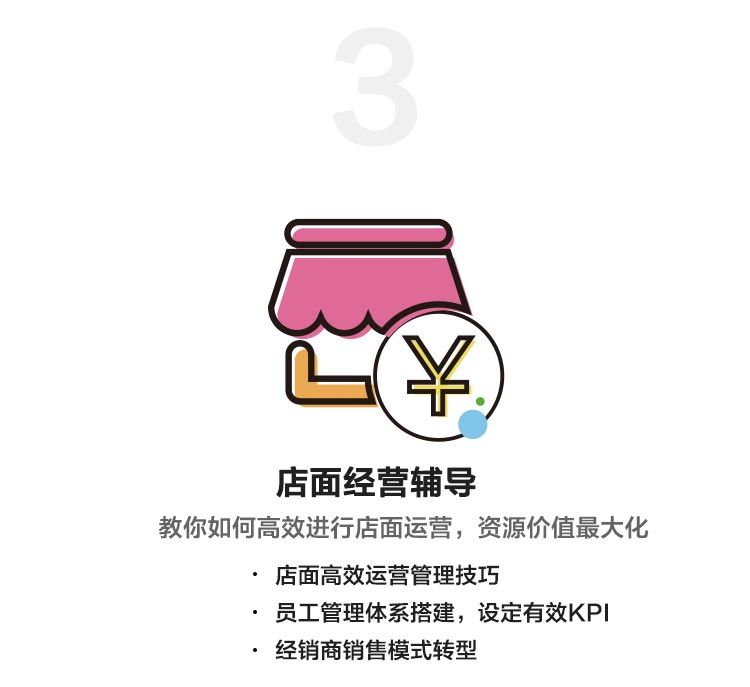 3
¥
店面经营辅导
教你如何高效进行店面运营，资源价值最大化
· 店面高效运营管理技巧
· 员工管理体系搭建，设定有效KPI
· 经销商销售模式转型